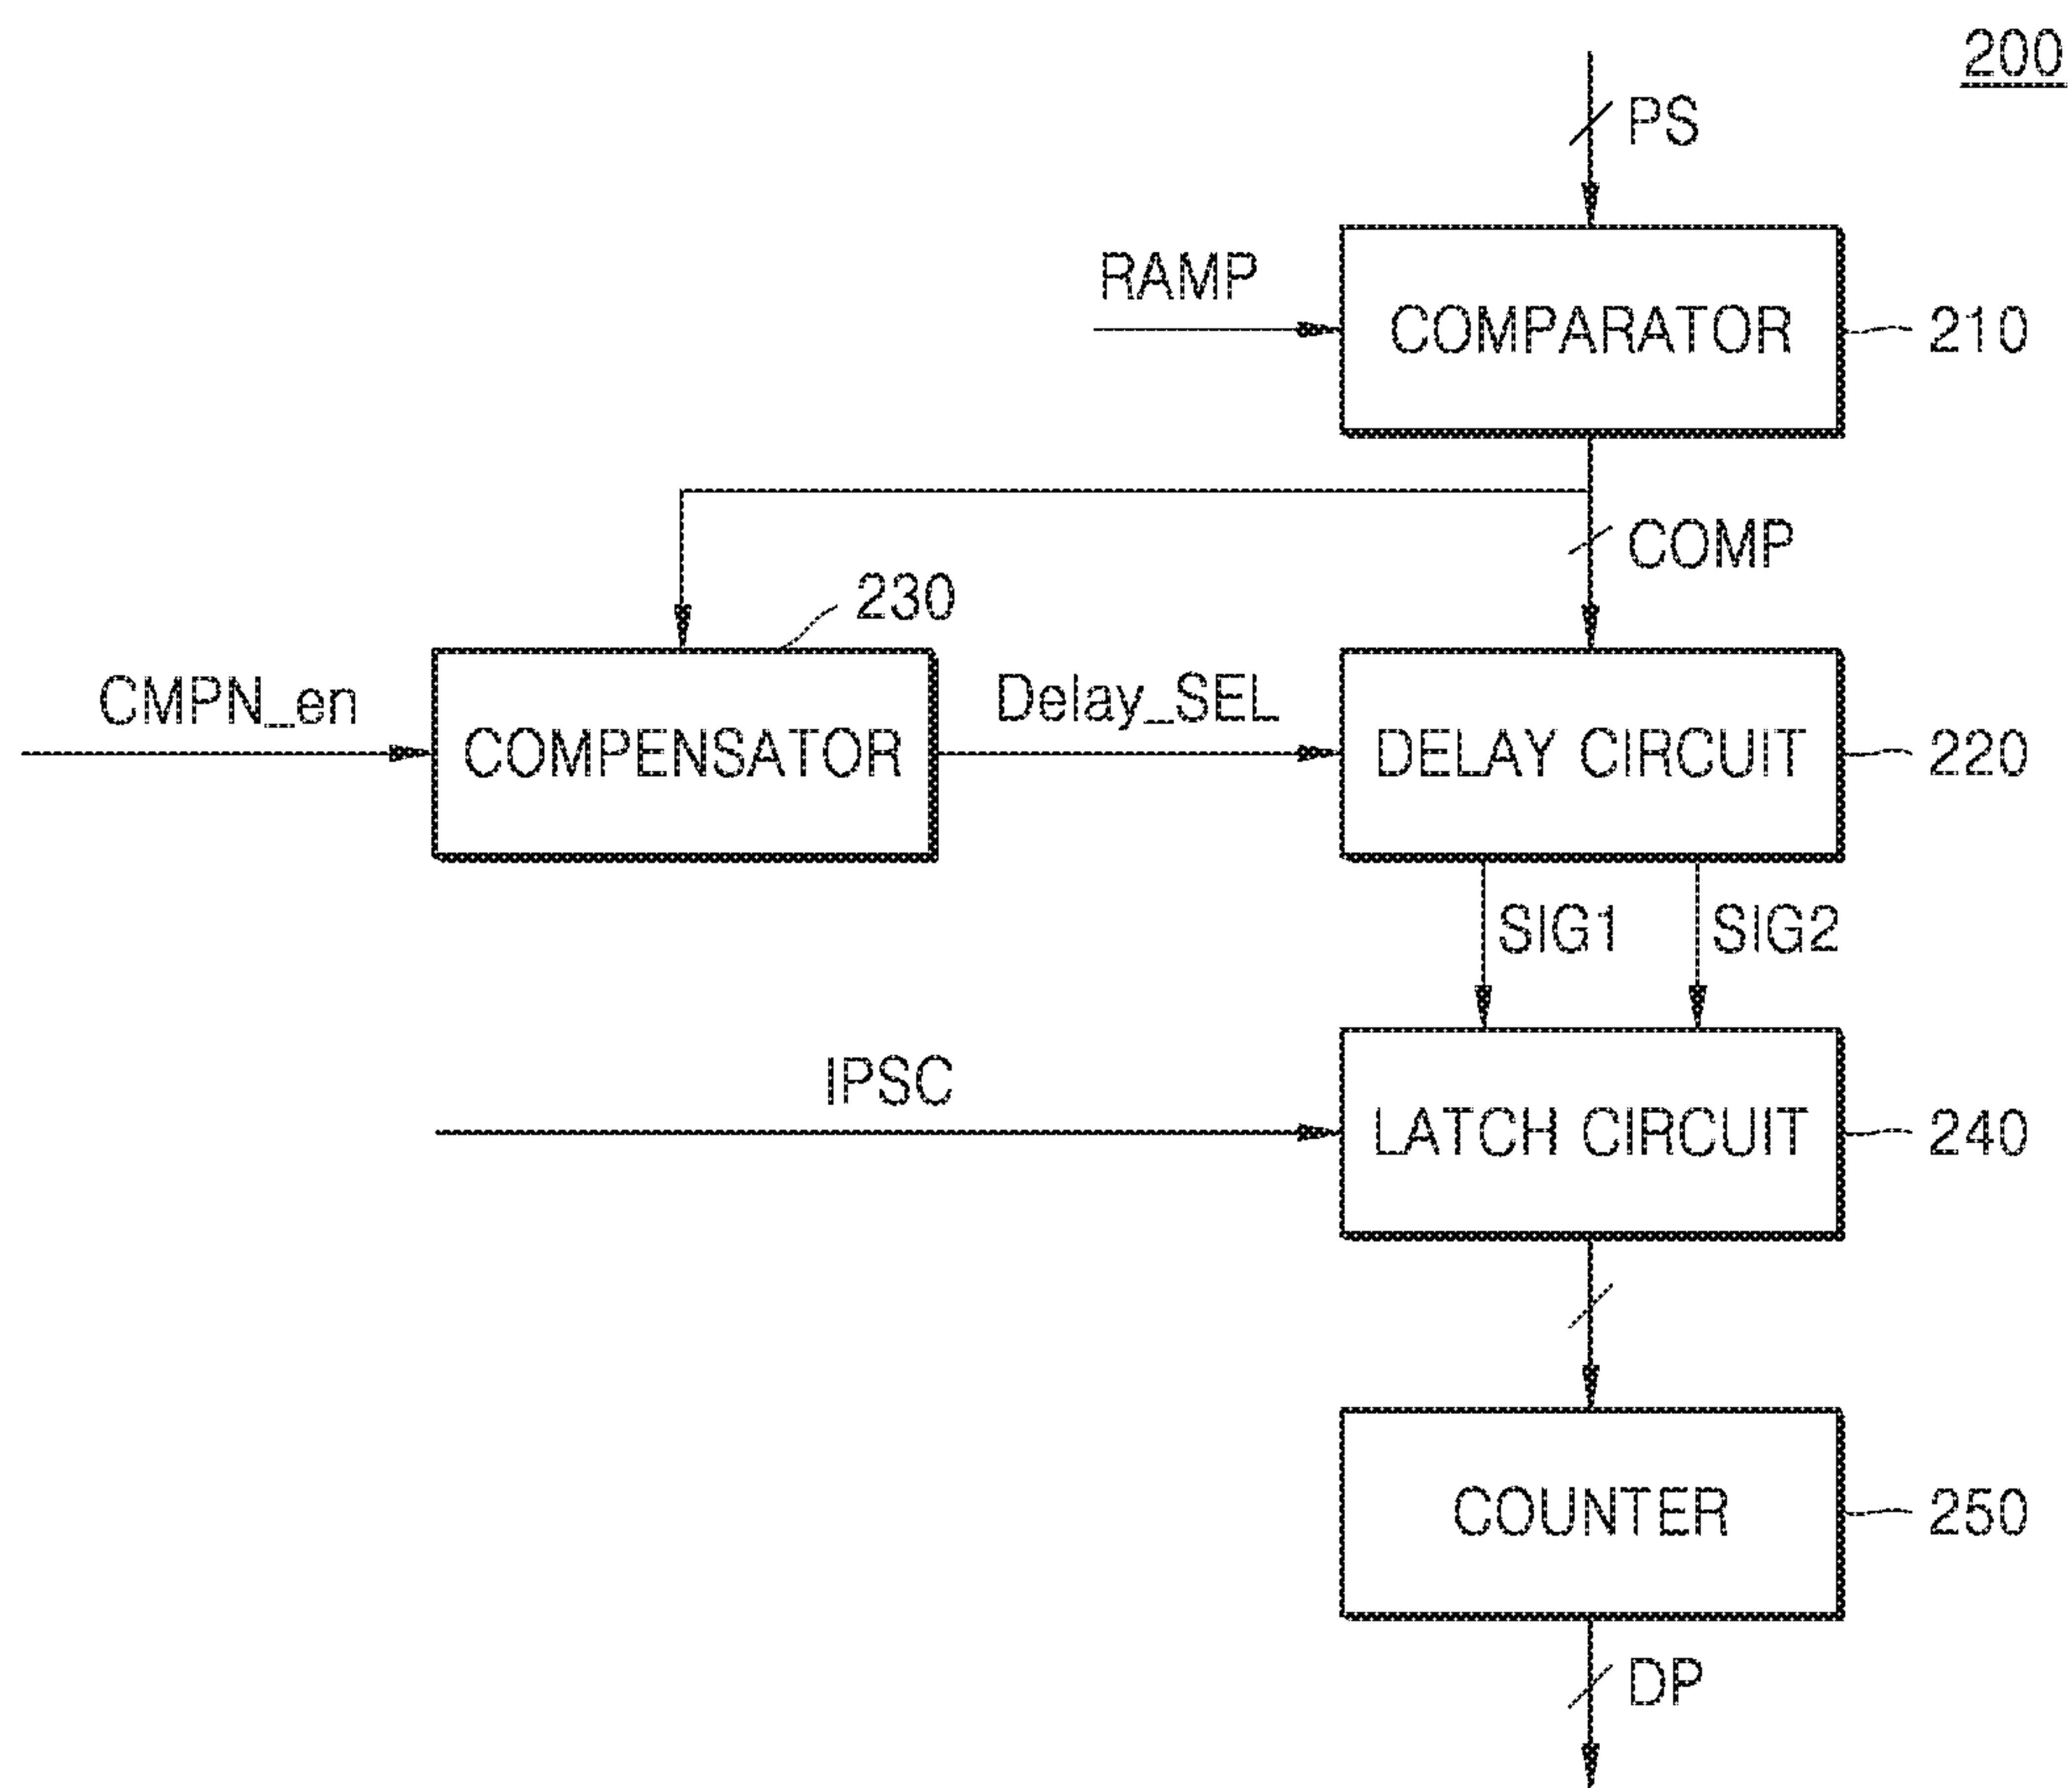 200
PS
RAMP
COMPARATOR
210
COMP
230
CMPN_en
COMPENSATOR
Delay_SEL
DELAY CIRCUIT
220
SIG1
SIG2
IPSC
LATCH CIRCUIT
240
COUNTER
250
DP